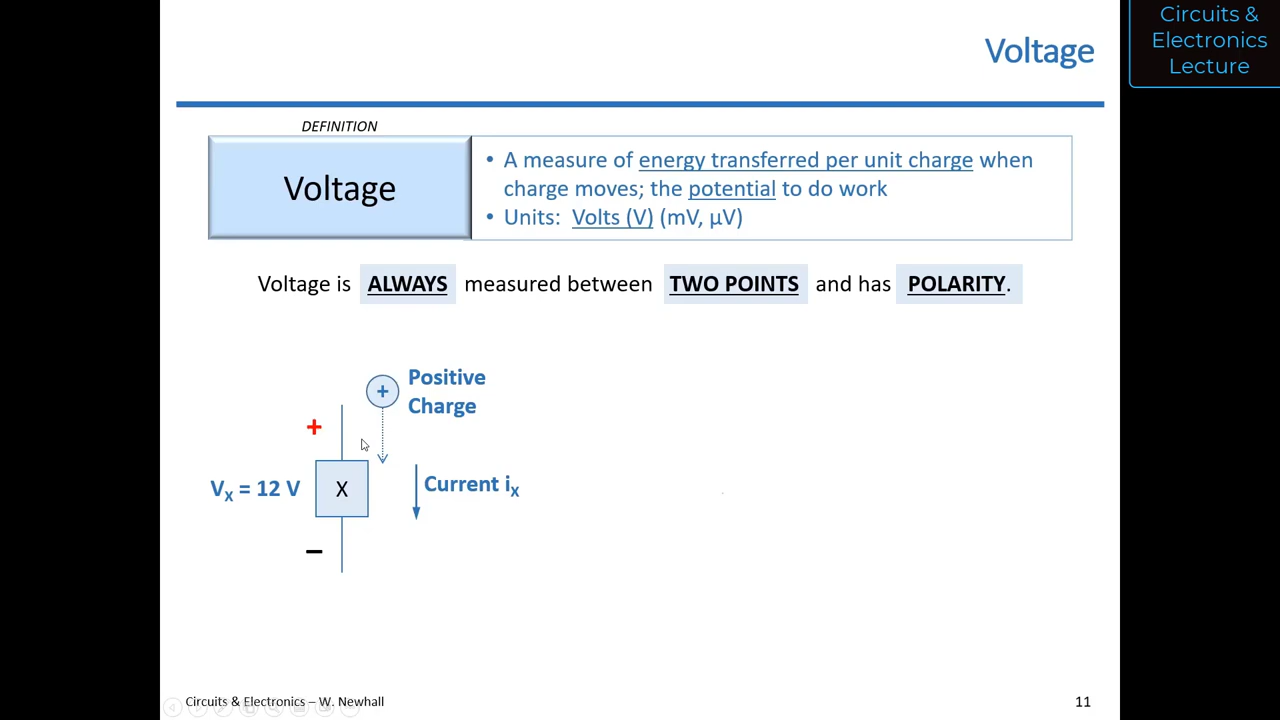 Circuits &
Electronics
Lecture
Voltage
DEFINITION
Voltage
• A measure of energy transferred per unit charge when
charge moves; the potential to do work
• Units: Volts (V) (mV, µV)
Voltage is ALWAYS measured between TWO POINTS and has POLARITY.
+ Positive
Charge
+
Vx = 12 V X Current ix
−
Circuits & Electronics – W. Newhall 11